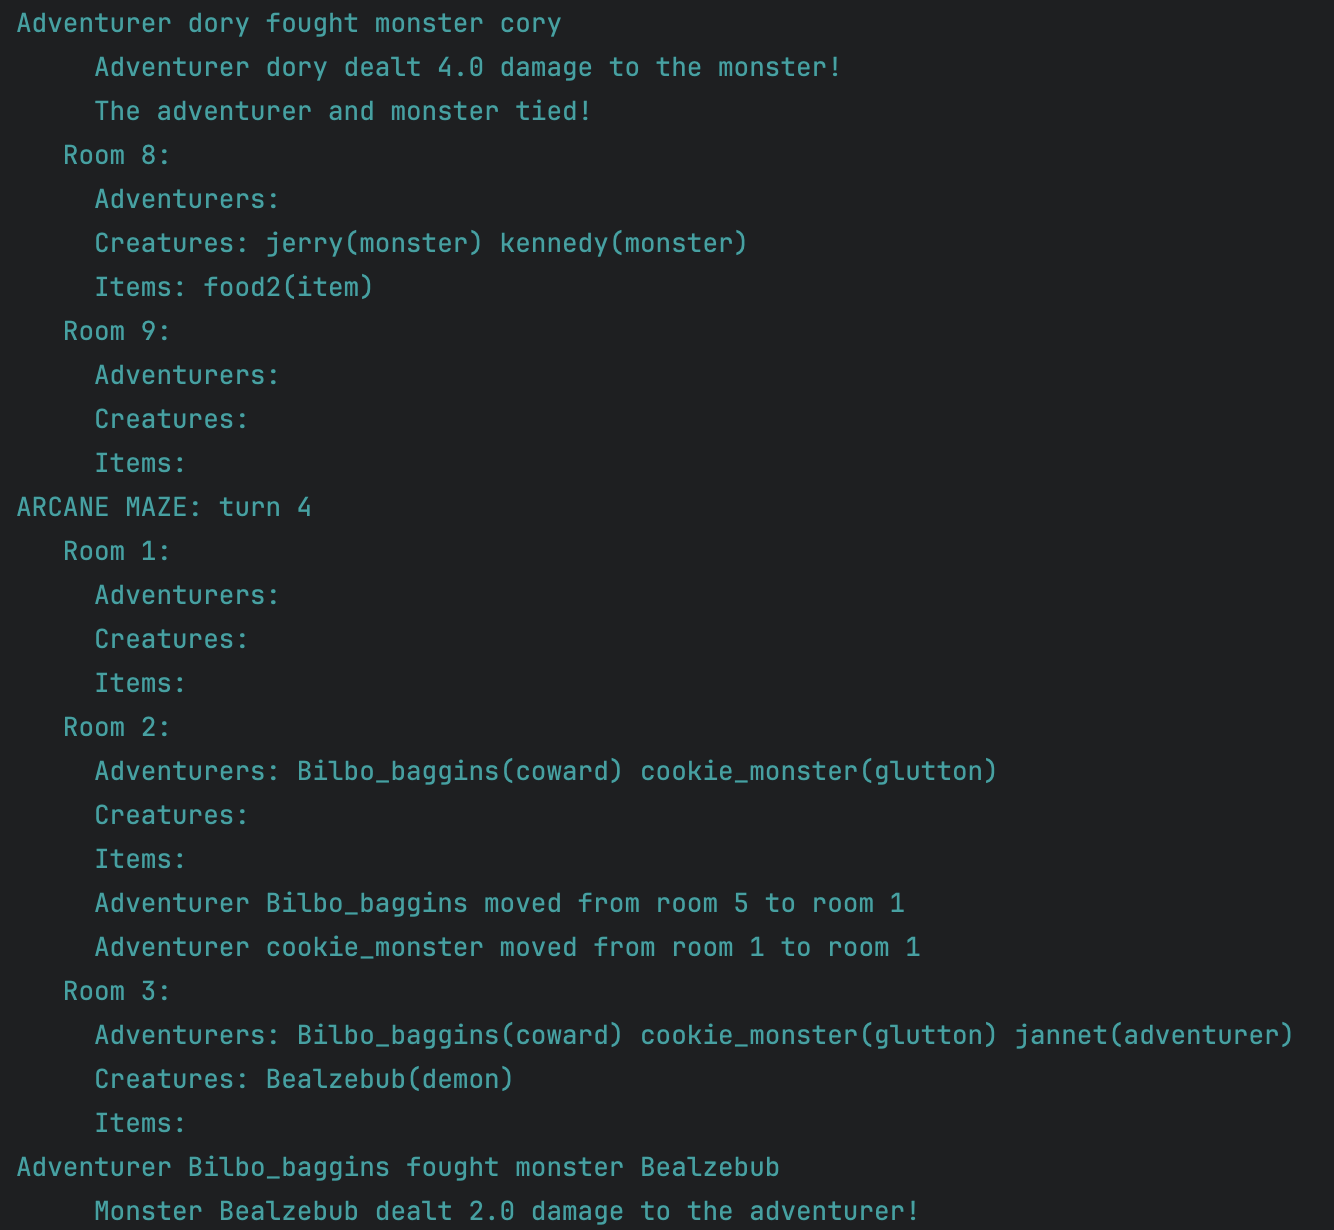 Adventurer dory fought monster cory
Adventurer dory dealt 4.0 damage to the monster!
The adventurer and monster tied!
Room 8:
Adventurers:
Creatures: jerry(monster) kennedy(monster)
Items: food2(item)
Room 9:
Adventurers:
Creatures:
Items:
ARCANE MAZE: turn 4
Room 1:
Adventurers:
Creatures:
Items:
Room 2:
Adventurers: Bilbo_baggins(coward) cookie_monster(glutton)
Creatures:
Items:
Adventurer Bilbo_baggins moved from room 5 to room 1
Adventurer cookie_monster moved from room 1 to room 1
Room 3:
Adventurers: Bilbo_baggins(coward) cookie_monster(glutton) jannet(adventurer)
Creatures: Bealzebub(demon)
Items:
Adventurer Bilbo_baggins fought monster Bealzebub
Monster Bealzebub dealt 2.0 damage to the adventurer!